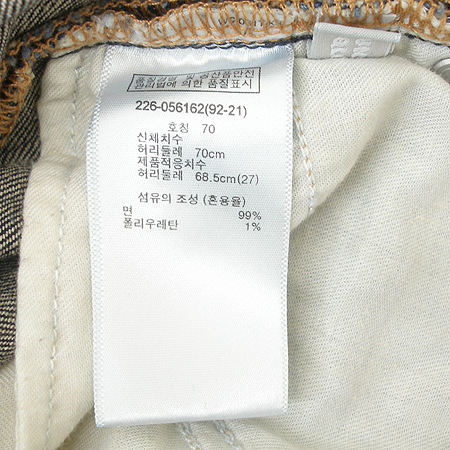 품질경영 및 공산품안전
관리법에 의한 품질표시
226-056162(92-21)
호칭 70
신체치수
허리둘레 70cm
제품적응치수
허리둘레 68.5cm(27)
섬유의 조성 (혼용율)
면 99%
폴리우레탄 1%